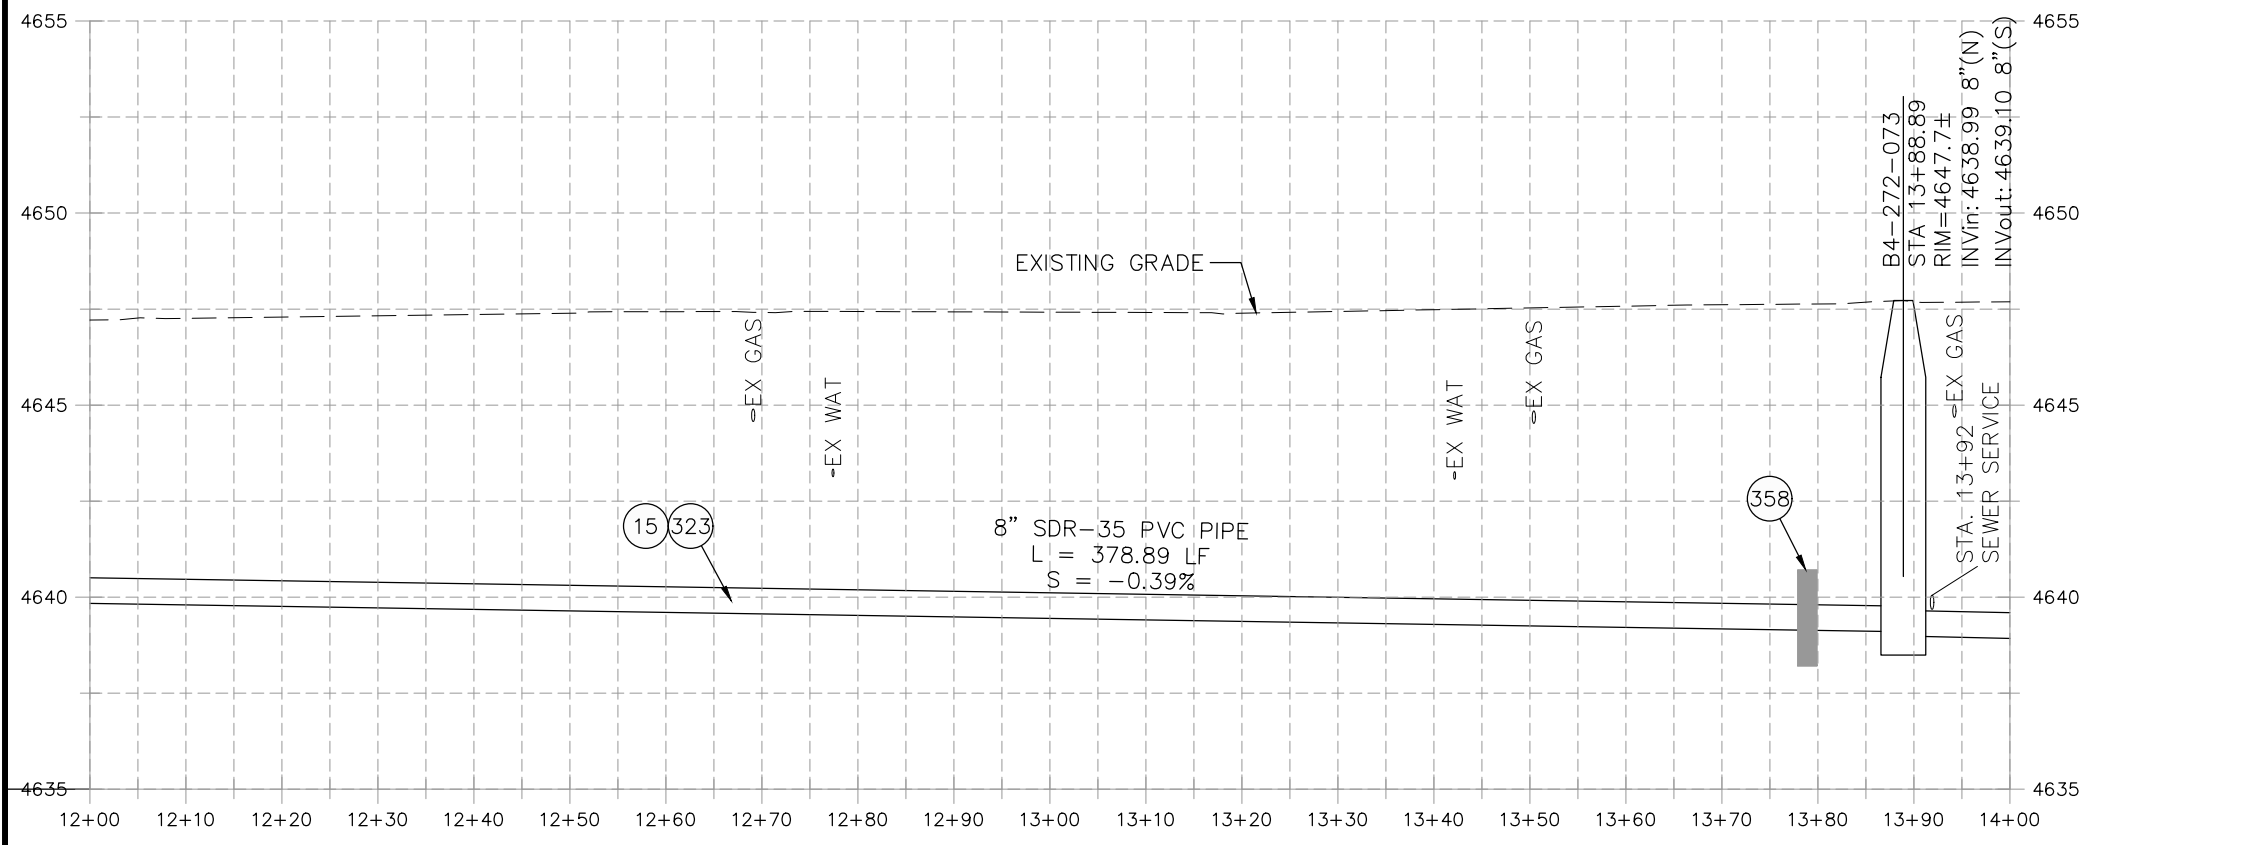 4655
4655
4650
4650
4645
4645
4640
4640
4635
4635
B4-272-073
STA 13+88.89
RIM=4647.7±
INVin: 4638.99 8"(N)
INVout: 4639.10 8"(S)
EXISTING GRADE
EX GAS
EX WAT
EX WAT
EX GAS
EX GAS
STA. 13+92
SEWER SERVICE
358
15
323
8" SDR-35 PVC PIPE
L = 378.89 LF
S = -0.39%
12+00 12+10 12+20 12+30 12+40 12+50 12+60 12+70 12+80 12+90 13+00 13+10 13+20 13+30 13+40 13+50 13+60 13+70 13+80 13+90 14+00